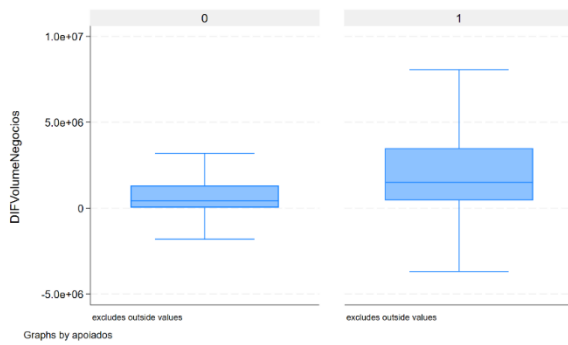 0
1
1.0e+07
5.0e+06
0
-5.0e+06
DIFVolumeNegocios
excludes outside values
excludes outside values
Graphs by apoiados